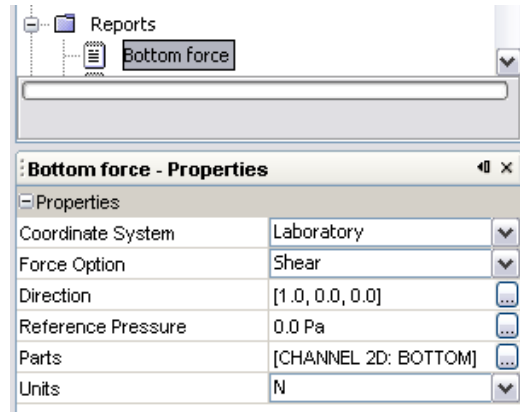 Reports
Bottom force
Bottom force - Properties
Properties
Coordinate System Laboratory
Force Option Shear
Direction [1.0, 0.0, 0.0] ...
Reference Pressure 0.0 Pa ...
Parts [CHANNEL 2D: BOTTOM] ...
Units N